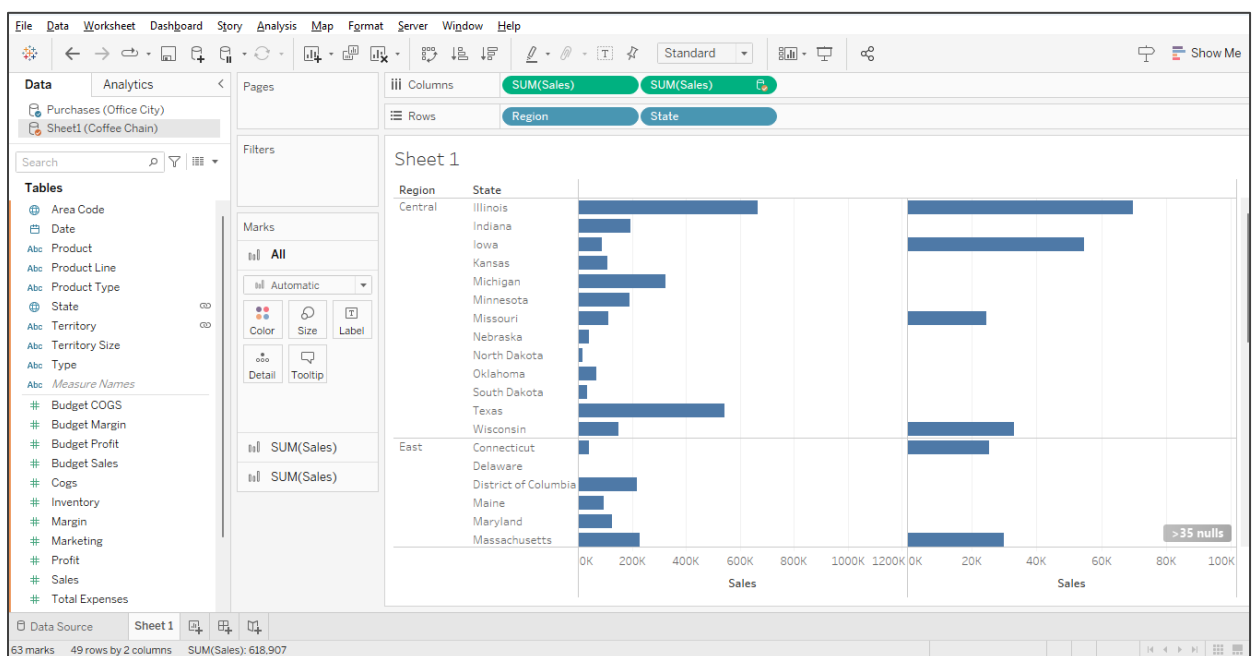 File Data Worksheet Dashboard Story Analysis Map Format Server Window Help
Standard
Show Me
Data Analytics
Purchases (Office City)
Sheet1 (Coffee Chain)
Search
Tables
Area Code
Date
Abc Product
Abc Product Line
Abc Product Type
State
Abc Territory
Abc Territory Size
Abc Type
Abc Measure Names
# Budget COGS
# Budget Margin
# Budget Profit
# Budget Sales
# Cogs
# Inventory
# Margin
# Marketing
# Profit
# Sales
# Total Expenses
Pages
Filters
Marks
All
Automatic
Color Size Label
Detail Tooltip
SUM(Sales)
SUM(Sales)
Columns SUM(Sales) SUM(Sales)
Rows Region State
Sheet 1
Region State
Central Illinois
Indiana
Iowa
Kansas
Michigan
Minnesota
Missouri
Nebraska
North Dakota
Oklahoma
South Dakota
Texas
Wisconsin
East Connecticut
Delaware
District of Columbia
Maine
Maryland
Massachusetts
>35 nulls
0K 200K 400K 600K 800K 1000K 1200K 0K 20K 40K 60K 80K 100K
Sales Sales
Data Source Sheet 1
63 marks 49 rows by 2 columns SUM(Sales): 618,907